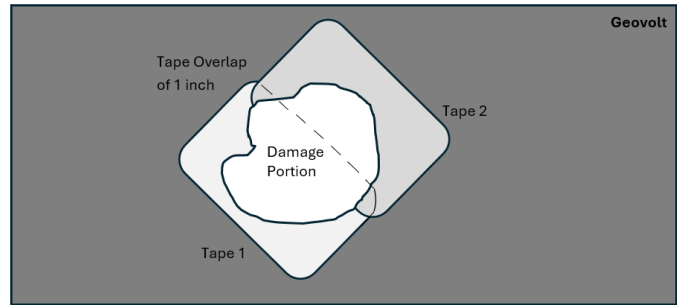 Geovolt
Tape Overlap
of 1 inch
Tape 2
Damage
Portion
Tape 1